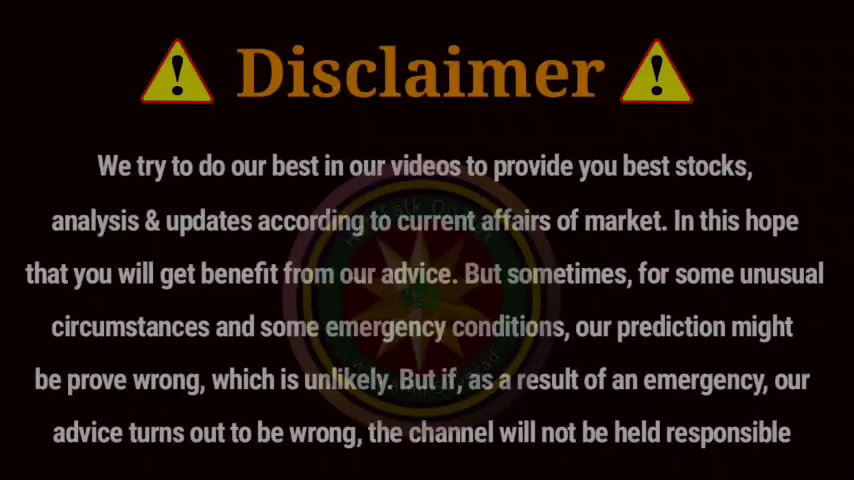 Disclaimer
We try to do our best in our videos to provide you best stocks,
analysis & updates according to current affairs of market. In this hope
that you will get benefit from our advice. But sometimes, for some unusual
circumstances and some emergency conditions, our prediction might
be prove wrong, which is unlikely. But if, as a result of an emergency, our
advice turns out to be wrong, the channel will not be held responsible